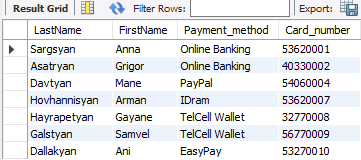 Result Grid Filter Rows: Export:
LastName FirstName Payment_method Card_number
Sargsyan Anna Online Banking 53620001
Asatryan Grigor Online Banking 40330002
Davtyan Mane PayPal 54060004
Hovhannisyan Arman IDram 53620007
Hayrapetyan Gayane TelCell Wallet 32770008
Galstyan Samvel TelCell Wallet 56770009
Dallakyan Ani EasyPay 53270010